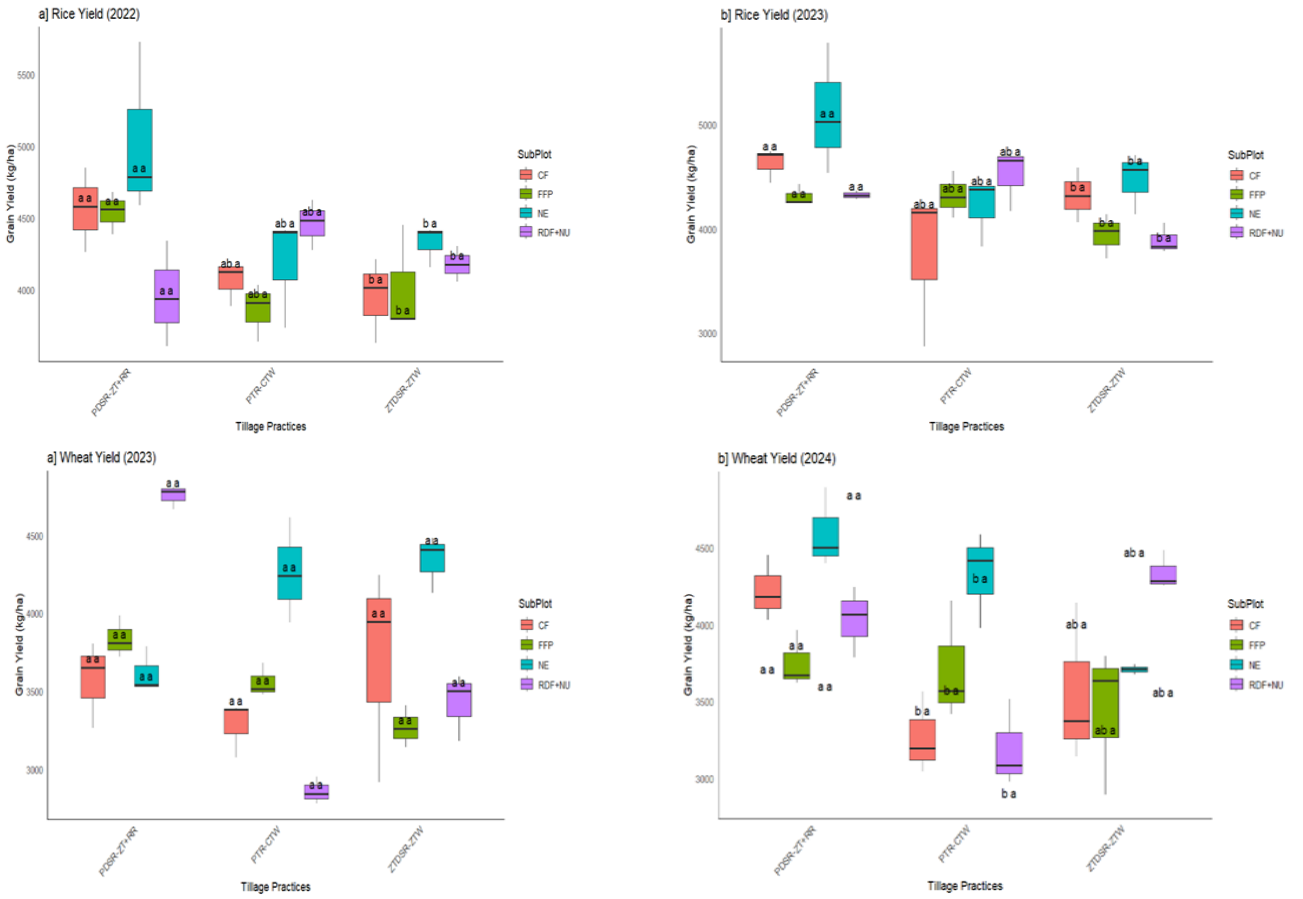 a] Rice Yield (2022)
Grain Yield (kg/ha)
5500
5000
4500
4000
a a
a a
a a
a a
ab a
ab a
ab a
ab a
b a
b a
b a
b a
SubPlot
CF
FFP
NE
RDF+NU
PDSR-ZT+RR
PTR-CTW
ZTDSR-ZTW
Tillage Practices
b] Rice Yield (2023)
Grain Yield (kg/ha)
5000
4000
3000
a a
a a
a a
a a
ab a
ab a
ab a
ab a
b a
b a
b a
b a
SubPlot
CF
FFP
NE
RDF+NU
PDSR-ZT+RR
PTR-CTW
ZTDSR-ZTW
Tillage Practices
a] Wheat Yield (2023)
Grain Yield (kg/ha)
4500
4000
3500
3000
a a
a a
a a
a a
a a
a a
a a
a a
a a
a a
a a
a a
SubPlot
CF
FFP
NE
RDF+NU
PDSR-ZT+RR
PTR-CTW
ZTDSR-ZTW
Tillage Practices
b] Wheat Yield (2024)
Grain Yield (kg/ha)
4500
4000
3500
3000
a a
a a
a a
a a
b a
b a
b a
b a
ab a
ab a
ab a
ab a
SubPlot
CF
FFP
NE
RDF+NU
PDSR-ZT+RR
PTR-CTW
ZTDSR-ZTW
Tillage Practices